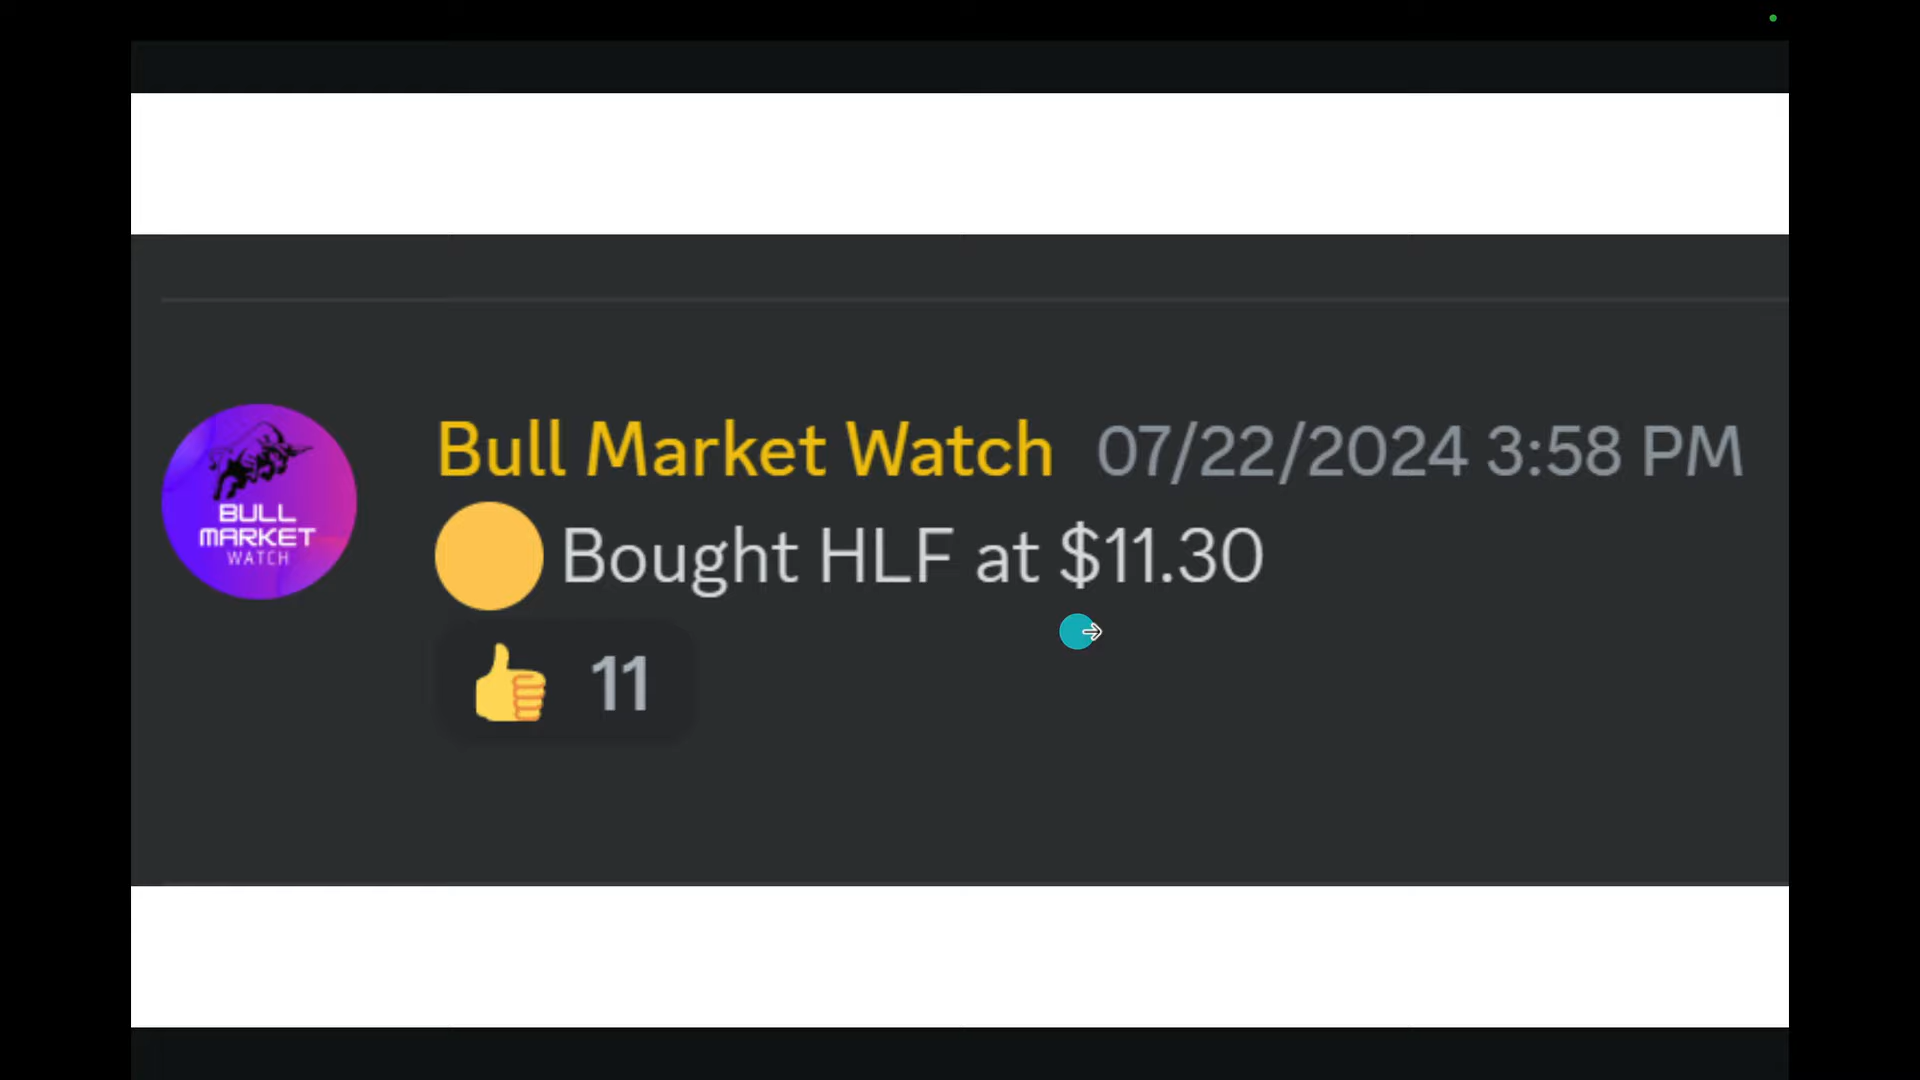 Bull Market Watch 07/22/2024 3:58 PM
Bought HLF at $11.30
11
BULL
MARKET
WATCH